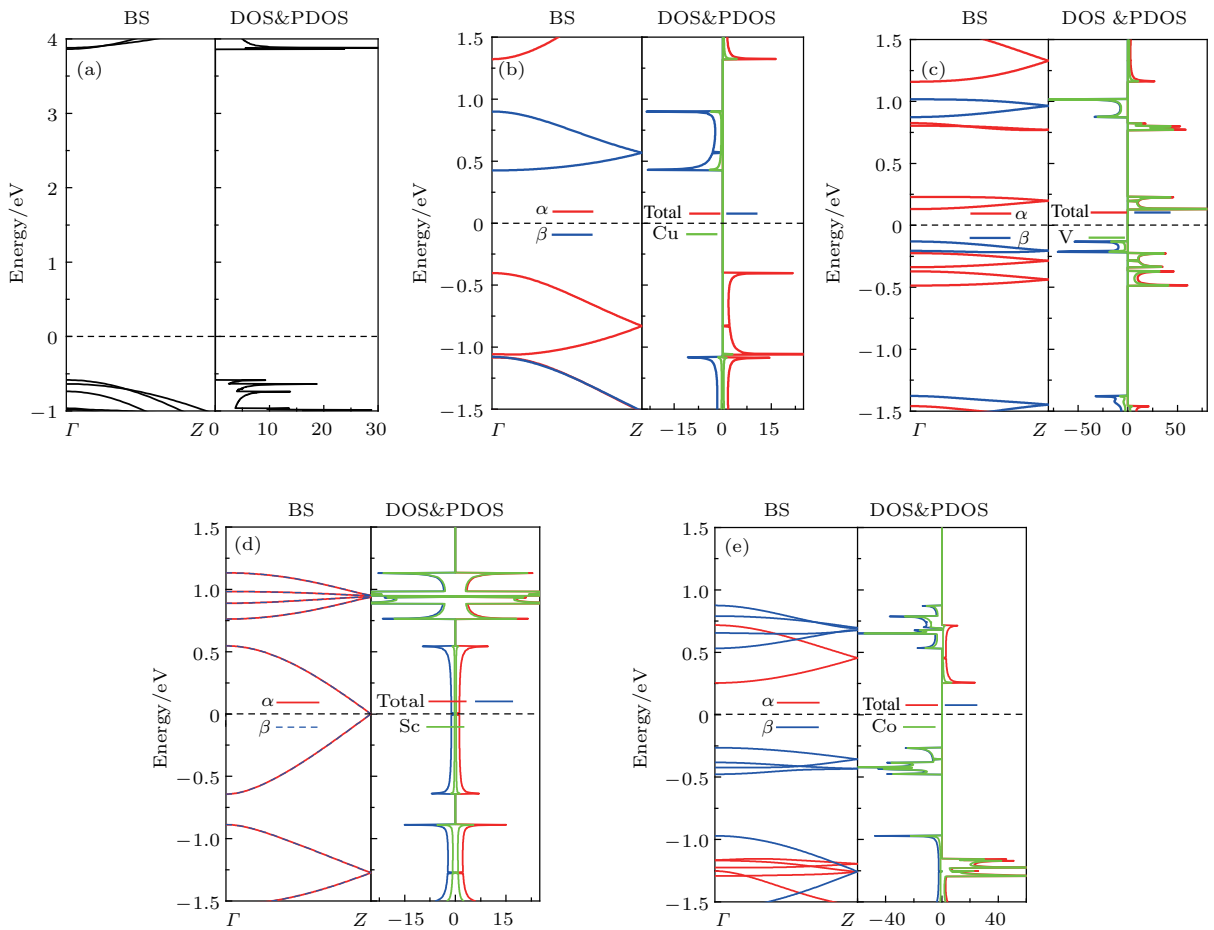 BS DOS&PDOS
(a)
Energy/eV
4
3
2
1
0
−1
Γ Z 0 10 20 30
BS DOS&PDOS
(b)
Energy/eV
1.5
1.0
0.5
0
−0.5
−1.0
−1.5
α Total
β Cu
Γ Z −15 0 15
BS DOS &PDOS
(c)
Energy/eV
1.5
1.0
0.5
0
−0.5
−1.0
−1.5
α Total
β V
Γ Z −50 0 50
BS DOS&PDOS
(d)
Energy/eV
1.5
1.0
0.5
0
−0.5
−1.0
−1.5
α Total
β Sc
Γ Z −15 0 15
BS DOS&PDOS
(e)
Energy/eV
1.5
1.0
0.5
0
−0.5
−1.0
−1.5
α Total
β Co
Γ Z −40 0 40